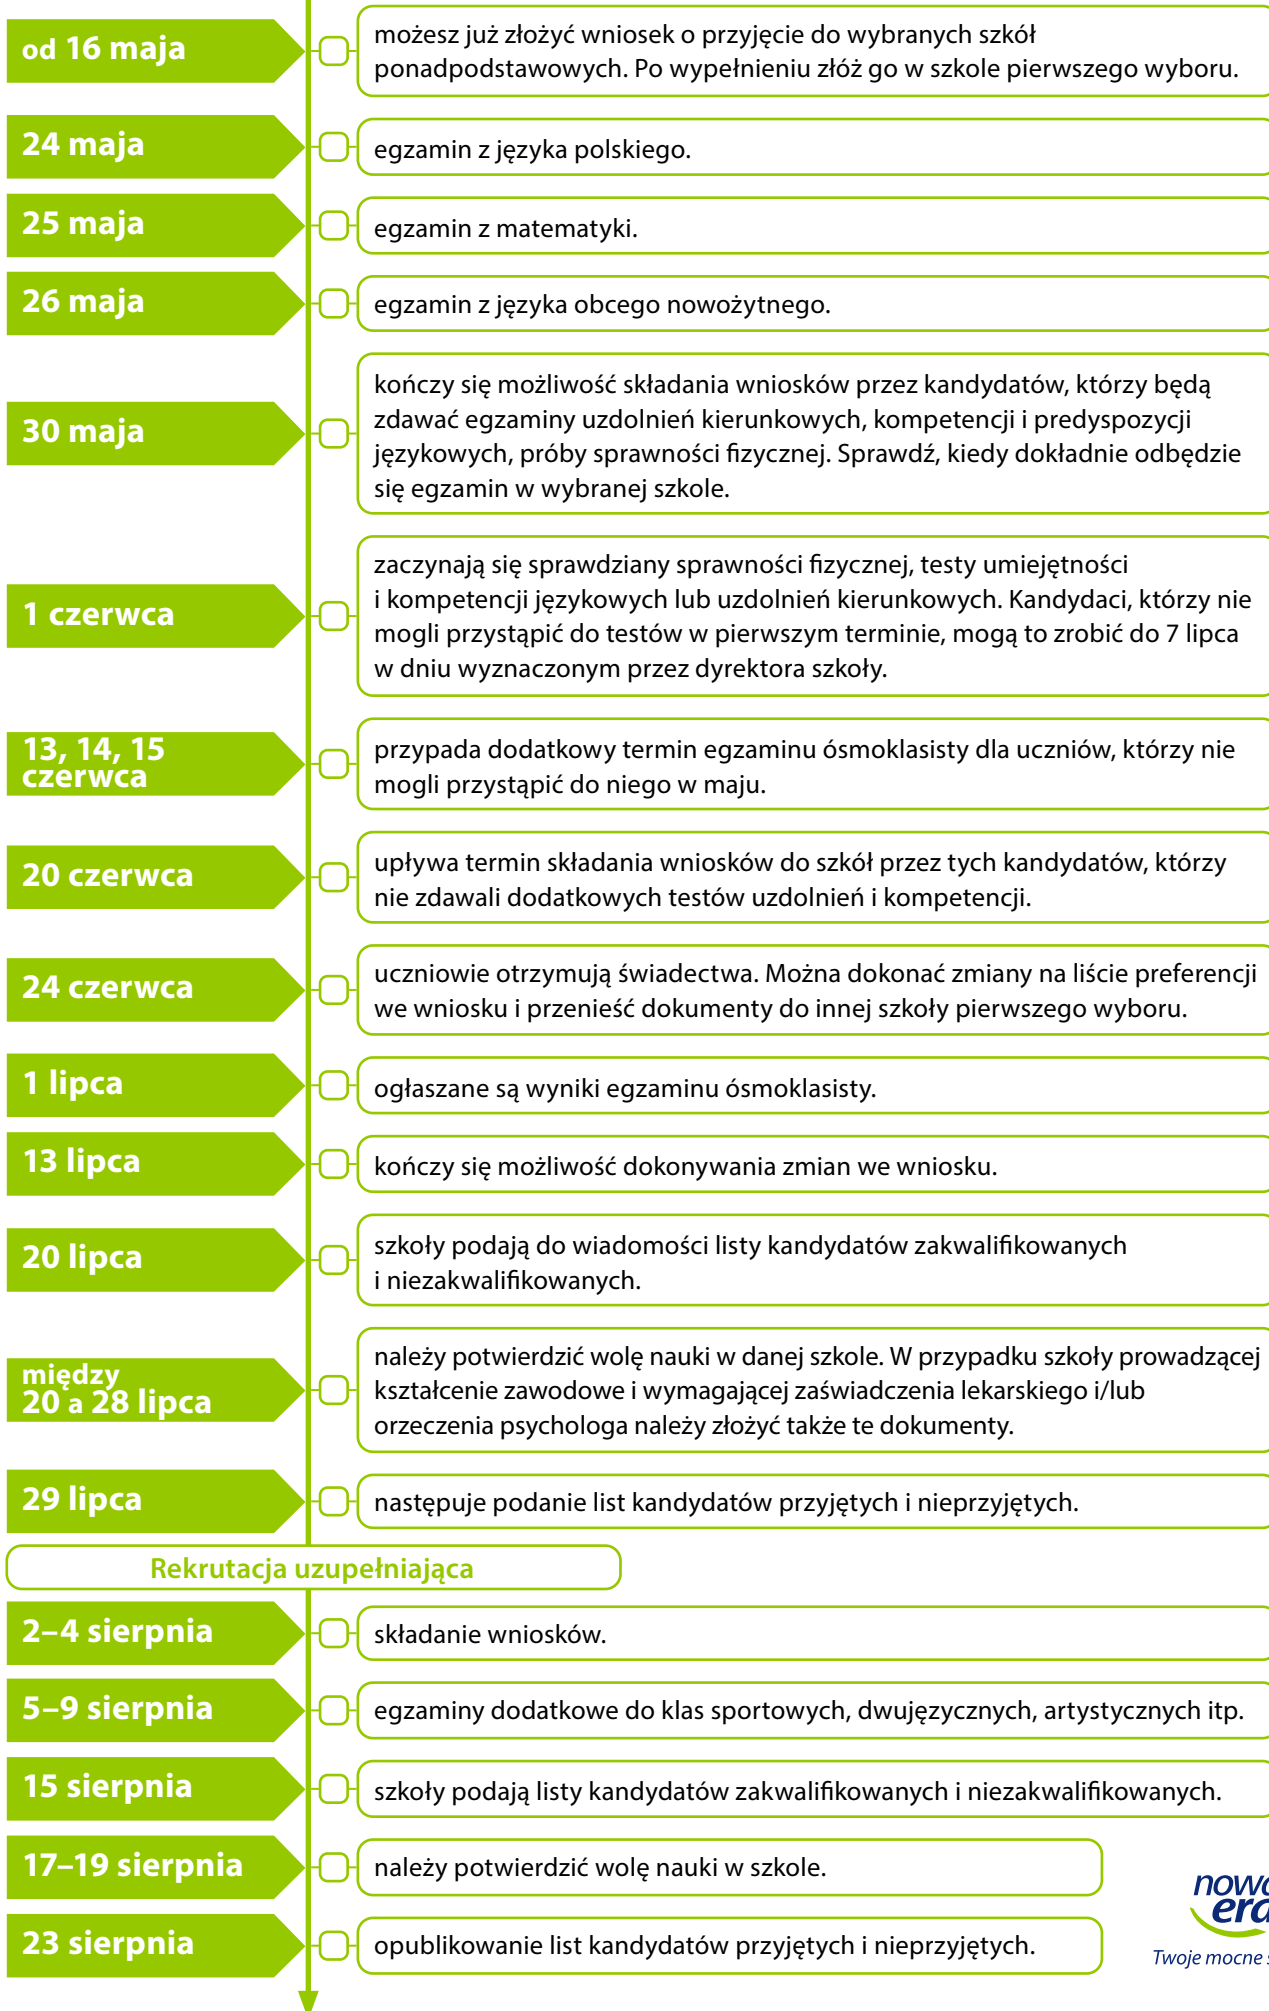 od 16 maja
możesz już złożyć wniosek o przyjęcie do wybranych szkół
ponadpodstawowych. Po wypełnieniu złóż go w szkole pierwszego wyboru.
24 maja
egzamin z języka polskiego.
25 maja
egzamin z matematyki.
26 maja
egzamin z języka obcego nowożytnego.
30 maja
kończy się możliwość składania wniosków przez kandydatów, którzy będą
zdawać egzaminy uzdolnień kierunkowych, kompetencji i predyspozycji
językowych, próby sprawności fizycznej. Sprawdź, kiedy dokładnie odbędzie
się egzamin w wybranej szkole.
1 czerwca
zaczynają się sprawdziany sprawności fizycznej, testy umiejętności
i kompetencji językowych lub uzdolnień kierunkowych. Kandydaci, którzy nie
mogli przystąpić do testów w pierwszym terminie, mogą to zrobić do 7 lipca
w dniu wyznaczonym przez dyrektora szkoły.
13, 14, 15
czerwca
przypada dodatkowy termin egzaminu ósmoklasisty dla uczniów, którzy nie
mogli przystąpić do niego w maju.
20 czerwca
upływa termin składania wniosków do szkół przez tych kandydatów, którzy
nie zdawali dodatkowych testów uzdolnień i kompetencji.
24 czerwca
uczniowie otrzymują świadectwa. Można dokonać zmiany na liście preferencji
we wniosku i przenieść dokumenty do innej szkoły pierwszego wyboru.
1 lipca
ogłaszane są wyniki egzaminu ósmoklasisty.
13 lipca
kończy się możliwość dokonywania zmian we wniosku.
20 lipca
szkoły podają do wiadomości listy kandydatów zakwalifikowanych
i niezakwalifikowanych.
między
20 a 28 lipca
należy potwierdzić wolę nauki w danej szkole. W przypadku szkoły prowadzącej
kształcenie zawodowe i wymagającej zaświadczenia lekarskiego i/lub
orzeczenia psychologa należy złożyć także te dokumenty.
29 lipca
następuje podanie list kandydatów przyjętych i nieprzyjętych.
Rekrutacja uzupełniająca
2–4 sierpnia
składanie wniosków.
5–9 sierpnia
egzaminy dodatkowe do klas sportowych, dwujęzycznych, artystycznych itp.
15 sierpnia
szkoły podają listy kandydatów zakwalifikowanych i niezakwalifikowanych.
17–19 sierpnia
należy potwierdzić wolę nauki w szkole.
23 sierpnia
opublikowanie list kandydatów przyjętych i nieprzyjętych.
nowa
era
Twoje mocne